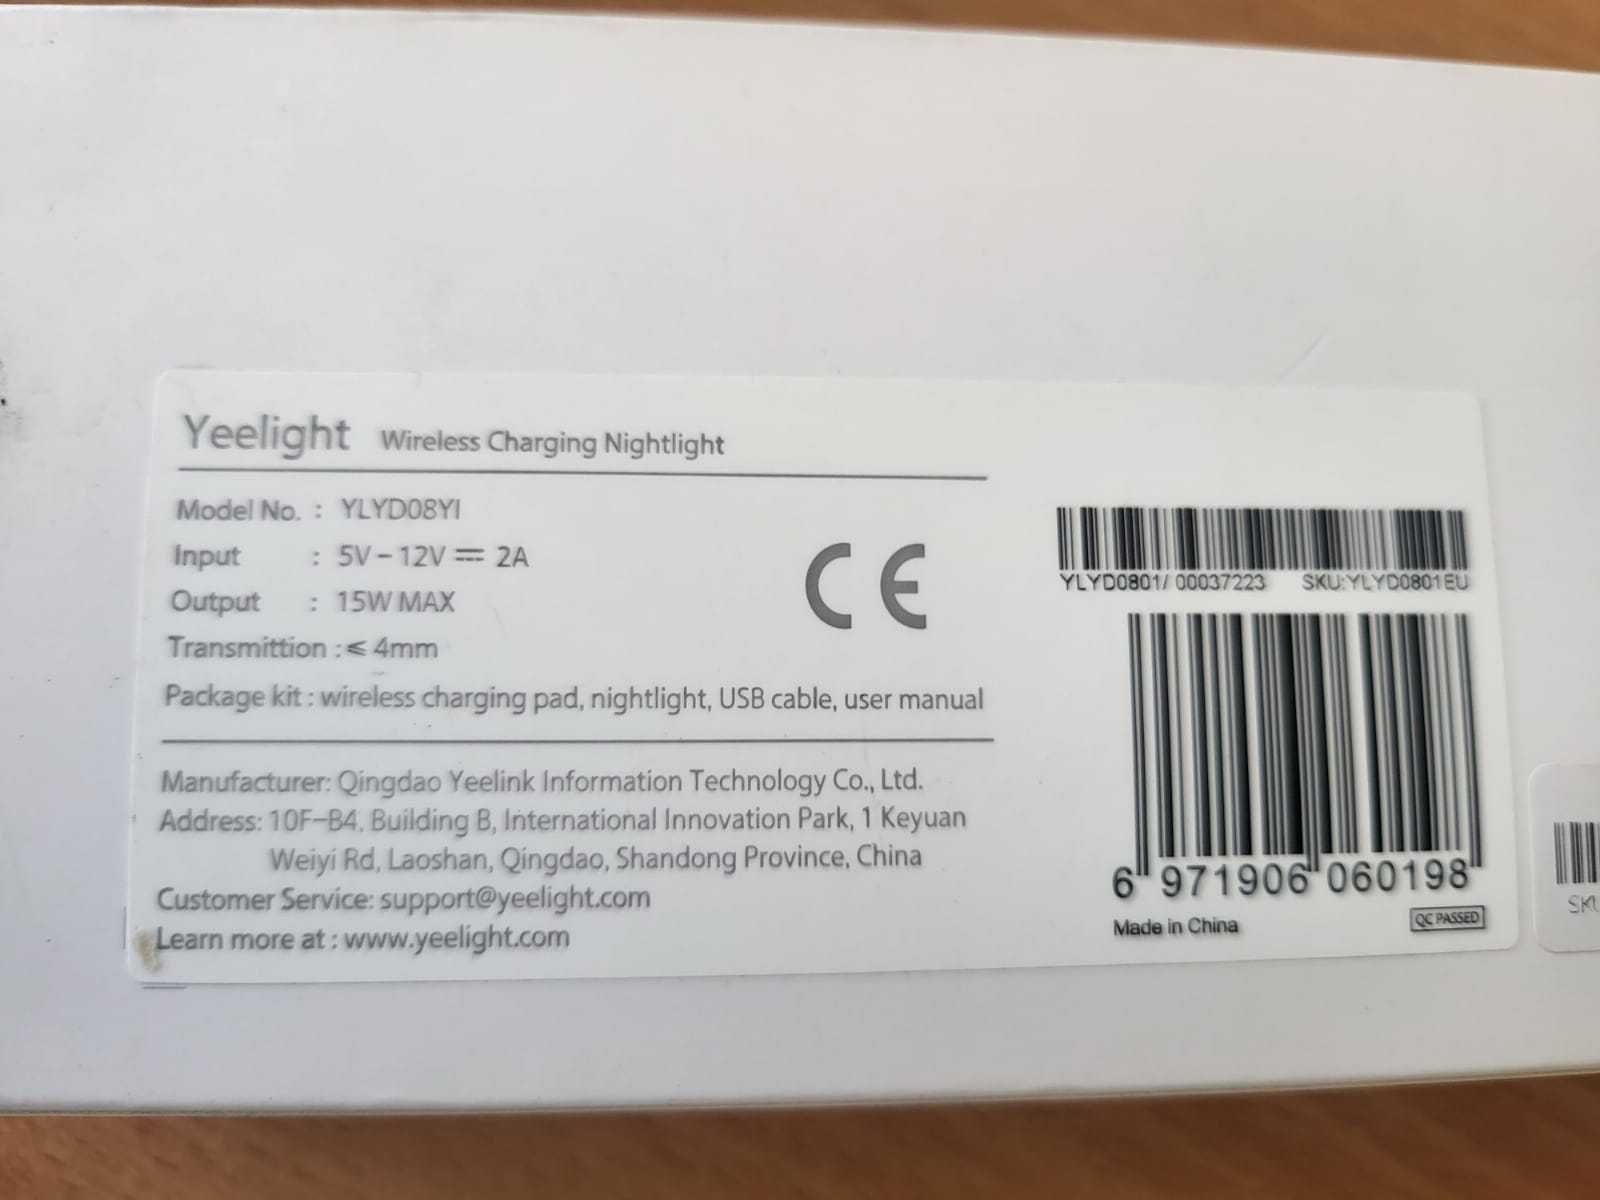 Yeelight Wireless Charging Nightlight
Model No. : YLYD08YI
Input : 5V – 12V ⎓ 2A
Output : 15W MAX
Transmittion : ≤ 4mm
Package kit : wireless charging pad, nightlight, USB cable, user manual
Manufacturer: Qingdao Yeelink Information Technology Co., Ltd.
Address: 10F-B4, Building B, International Innovation Park, 1 Keyuan
Weiyi Rd, Laoshan, Qingdao, Shandong Province, China
Customer Service: support@yeelight.com
Learn more at : www.yeelight.com
CE
YLYD0801/ 00037223 SKU:YLYD0801EU
6 971906 060198
Made in China QC PASSED